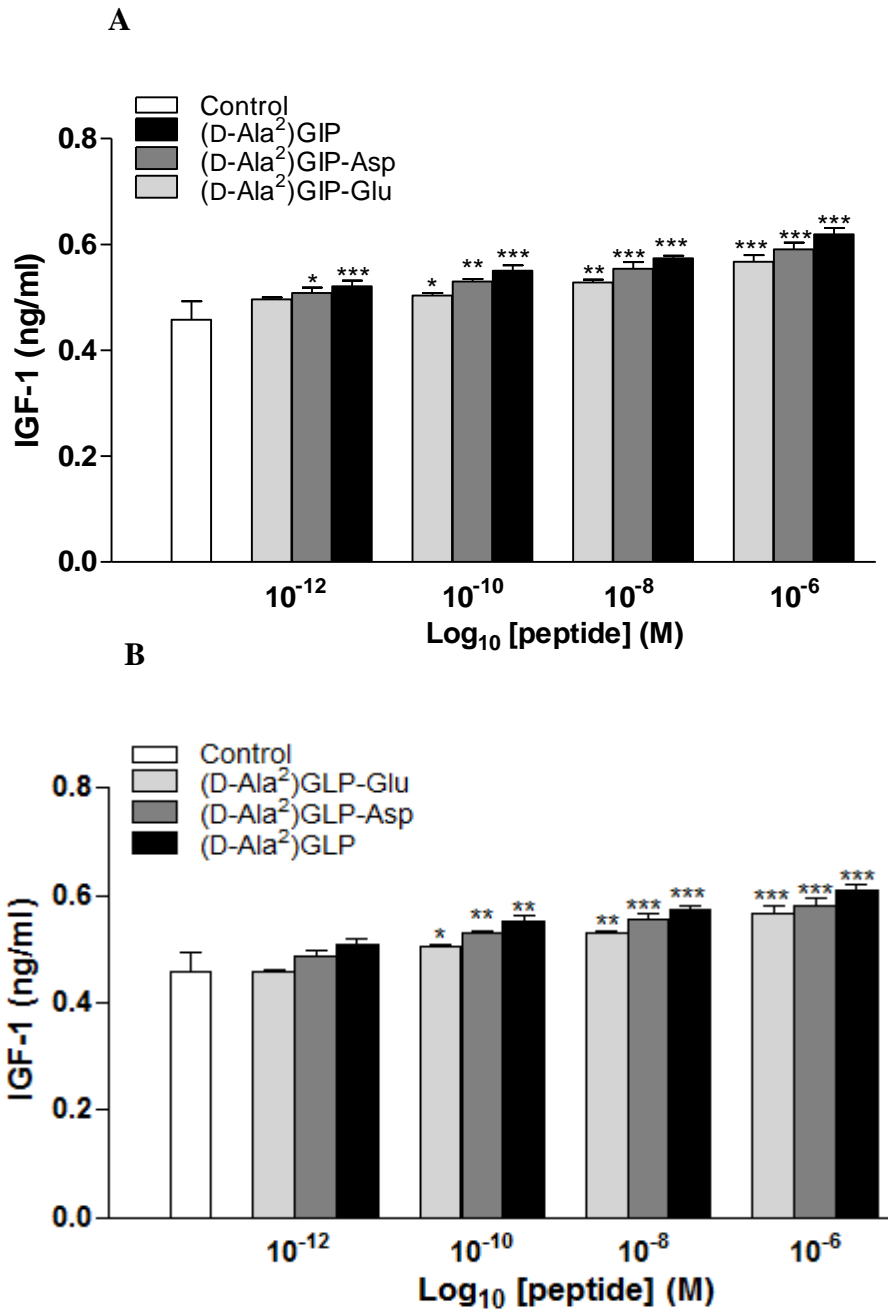 A
Control
(D-Ala²)GIP
(D-Ala²)GIP-Asp
(D-Ala²)GIP-Glu
0.8
0.6
0.4
0.2
0.0
IGF-1 (ng/ml)
* ***
* ** ***
** *** ***
*** *** ***
10⁻¹² 10⁻¹⁰ 10⁻⁸ 10⁻⁶
Log₁₀ [peptide] (M)
B
Control
(D-Ala²)GLP-Glu
(D-Ala²)GLP-Asp
(D-Ala²)GLP
0.8
0.6
0.4
0.2
0.0
IGF-1 (ng/ml)
* ** **
** *** ***
*** *** ***
10⁻¹² 10⁻¹⁰ 10⁻⁸ 10⁻⁶
Log₁₀ [peptide] (M)